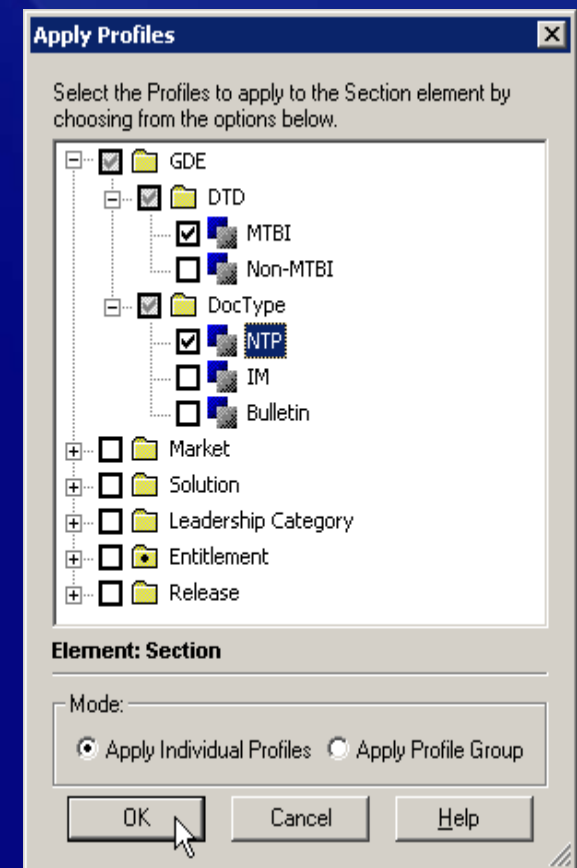 Apply Profiles
Select the Profiles to apply to the Section element by
choosing from the options below.
GDE
DTD
MTBI
Non-MTBI
DocType
NTP
IM
Bulletin
Market
Solution
Leadership Category
Entitlement
Release
Element: Section
Mode:
Apply Individual Profiles Apply Profile Group
OK Cancel Help